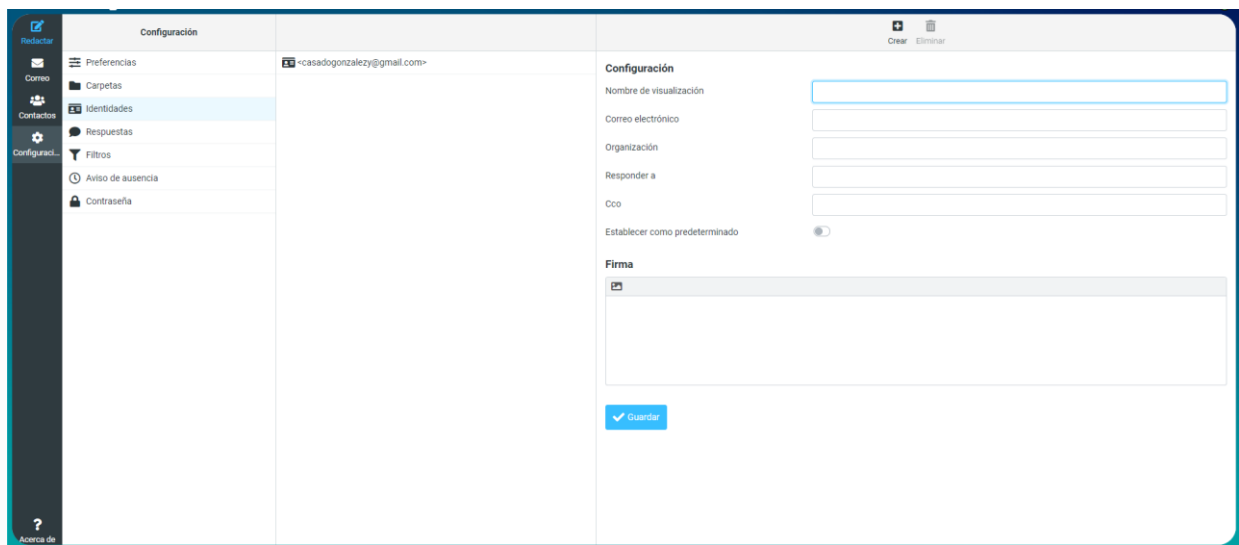 Redactar
Correo
Contactos
Configuraci...
Acerca de
Configuración
Preferencias
Carpetas
Identidades
Respuestas
Filtros
Aviso de ausencia
Contraseña
<casadogonzalezy@gmail.com>
Crear Eliminar
Configuración
Nombre de visualización
Correo electrónico
Organización
Responder a
Cco
Establecer como predeterminado
Firma
Guardar